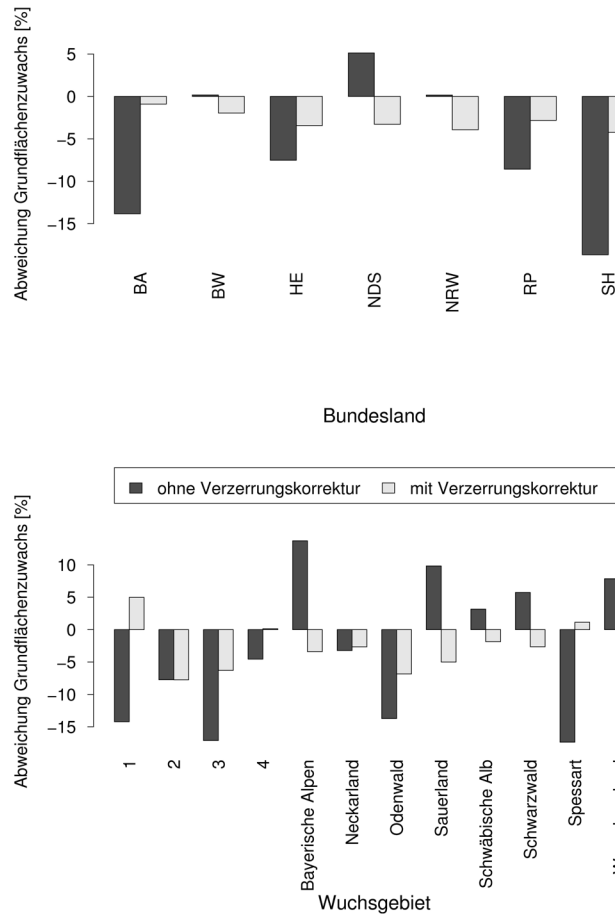 Abweichung Grundflächenzuwachs [%]
5
0
−5
−10
−15
BA
BW
HE
NDS
NRW
RP
SH
Bundesland
ohne Verzerrungskorrektur mit Verzerrungskorrektur
Abweichung Grundflächenzuwachs [%]
10
5
0
−5
−10
−15
1
2
3
4
Bayerische Alpen
Neckarland
Odenwald
Sauerland
Schwäbische Alb
Schwarzwald
Spessart
Wuchsgebiet